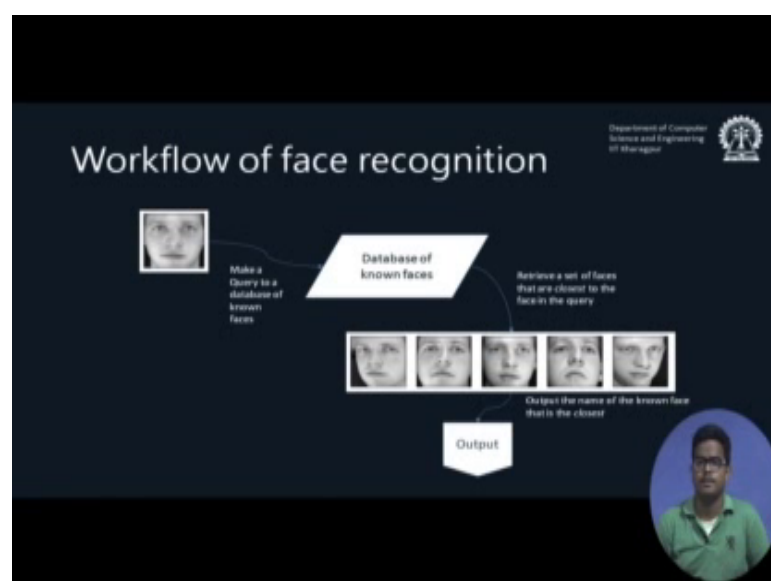 Department of Computer
Science and Engineering
IIT Kharagpur
Workflow of face recognition
Make a
Query to a
database of
known
faces
Database of
known faces
Retrieve a set of faces
that are closest to the
face in the query
Output the name of the known face
that is the closest
Output